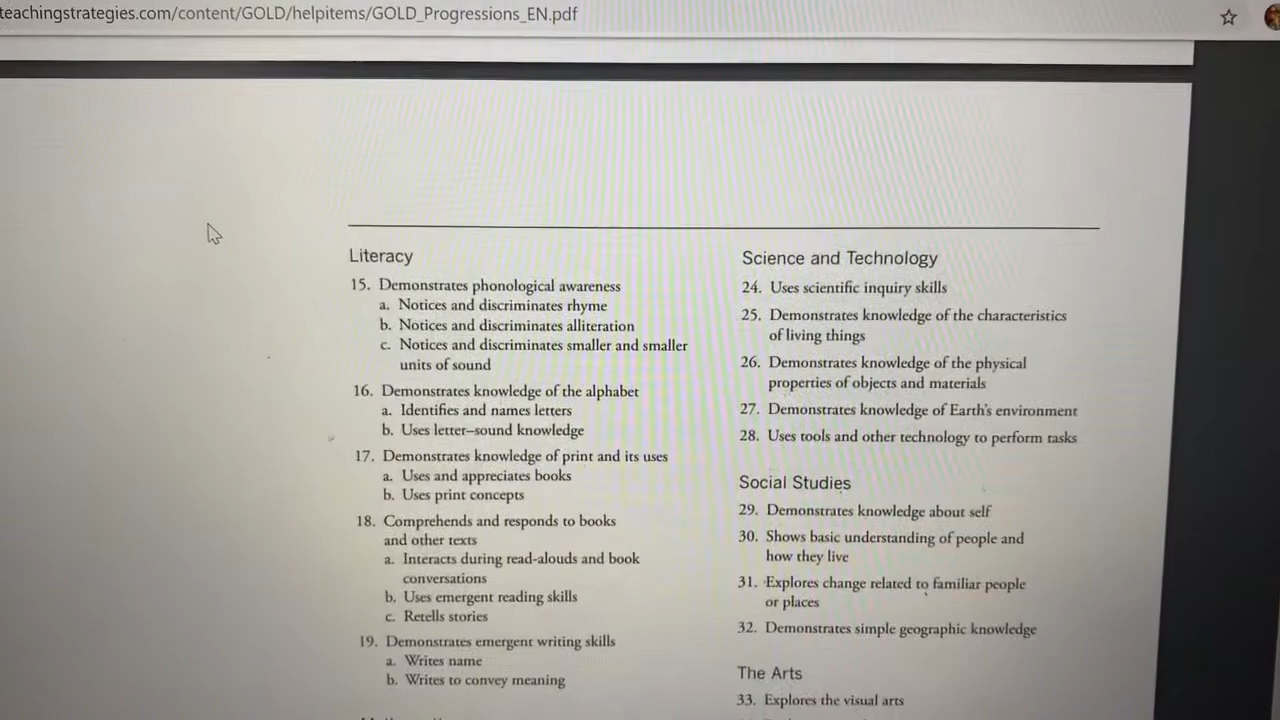 teachingstrategies.com/content/GOLD/helpitems/GOLD_Progressions_EN.pdf
Literacy
15. Demonstrates phonological awareness
a. Notices and discriminates rhyme
b. Notices and discriminates alliteration
c. Notices and discriminates smaller and smaller
units of sound
16. Demonstrates knowledge of the alphabet
a. Identifies and names letters
b. Uses letter–sound knowledge
17. Demonstrates knowledge of print and its uses
a. Uses and appreciates books
b. Uses print concepts
18. Comprehends and responds to books
and other texts
a. Interacts during read-alouds and book
conversations
b. Uses emergent reading skills
c. Retells stories
19. Demonstrates emergent writing skills
a. Writes name
b. Writes to convey meaning
Science and Technology
24. Uses scientific inquiry skills
25. Demonstrates knowledge of the characteristics
of living things
26. Demonstrates knowledge of the physical
properties of objects and materials
27. Demonstrates knowledge of Earth's environment
28. Uses tools and other technology to perform tasks
Social Studies
29. Demonstrates knowledge about self
30. Shows basic understanding of people and
how they live
31. Explores change related to familiar people
or places
32. Demonstrates simple geographic knowledge
The Arts
33. Explores the visual arts